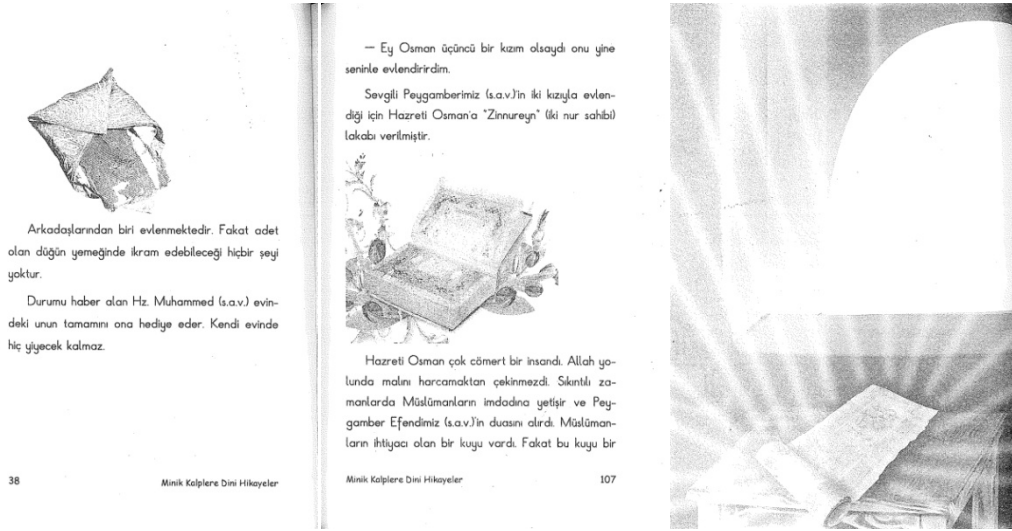 Arkadaşlarından biri evlenmektedir. Fakat adet
olan düğün yemeğinde ikram edebileceği hiçbir şeyi
yoktur.
Durumu haber alan Hz. Muhammed (s.a.v.) evin-
deki unun tamamını ona hediye eder. Kendi evinde
hiç yiyecek kalmaz.
38
Minik Kalplere Dini Hikayeler
— Ey Osman üçüncü bir kızım olsaydı onu yine
seninle evlendirirdim.
Sevgili Peygamberimiz (s.a.v.)'in iki kızıyla evlen-
diği için Hazreti Osman'a "Zinnureyn" (iki nur sahibi)
lakabı verilmiştir.
Hazreti Osman çok cömert bir insandı. Allah yo-
lunda malını harcamaktan çekinmezdi. Sıkıntılı za-
manlarda Müslümanların imdadına yetişir ve Pey-
gamber Efendimiz (s.a.v.)'in duasını alırdı. Müslüman-
ların ihtiyacı olan bir kuyu vardı. Fakat bu kuyu bir
Minik Kalplere Dini Hikayeler
107